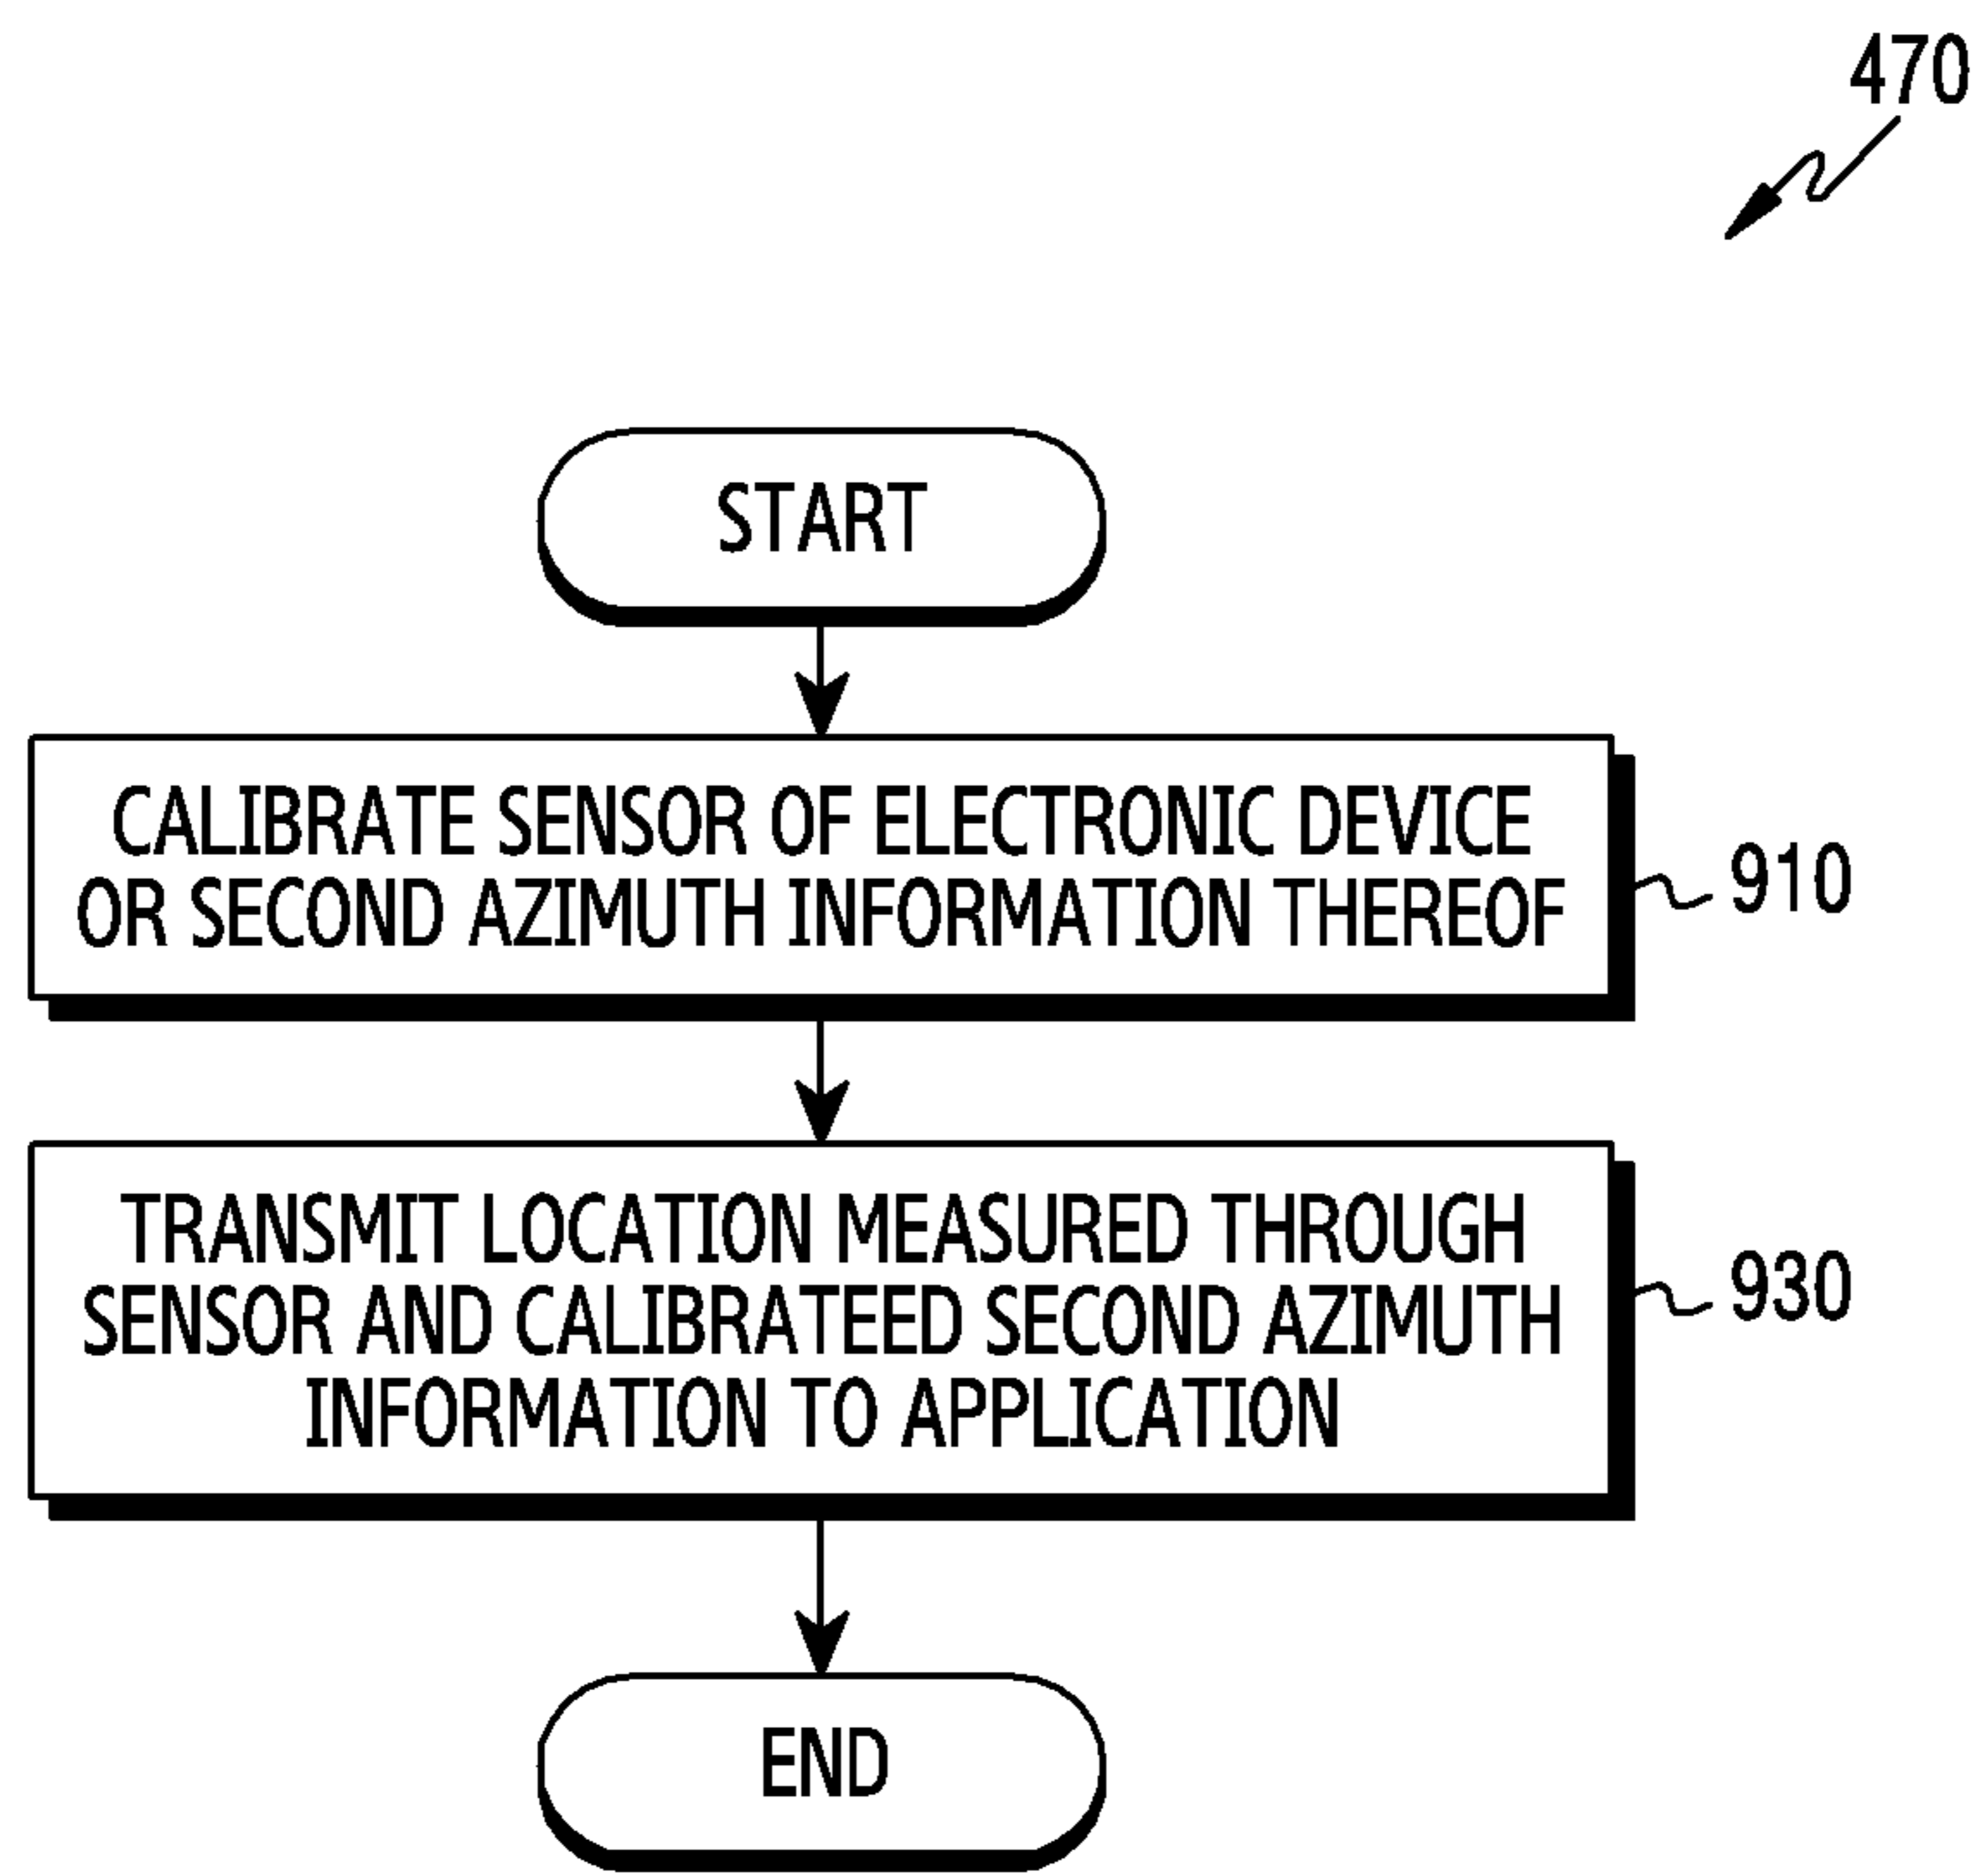 470
START
CALIBRATE SENSOR OF ELECTRONIC DEVICE
OR SECOND AZIMUTH INFORMATION THEREOF
910
TRANSMIT LOCATION MEASURED THROUGH
SENSOR AND CALIBRATEED SECOND AZIMUTH
INFORMATION TO APPLICATION
930
END